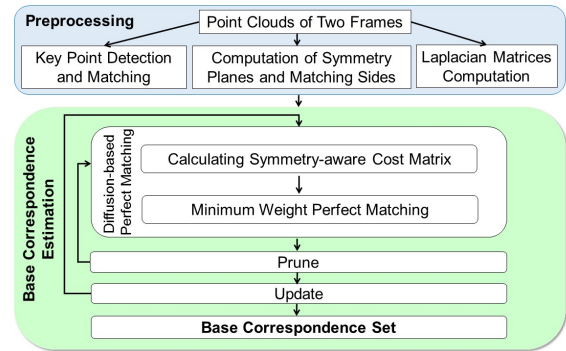 Preprocessing
Point Clouds of Two Frames
Key Point Detection
and Matching
Computation of Symmetry
Planes and Matching Sides
Laplacian Matrices
Computation
Base Correspondence
Estimation
Diffusion-based
Perfect Matching
Calculating Symmetry-aware Cost Matrix
Minimum Weight Perfect Matching
Prune
Update
Base Correspondence Set